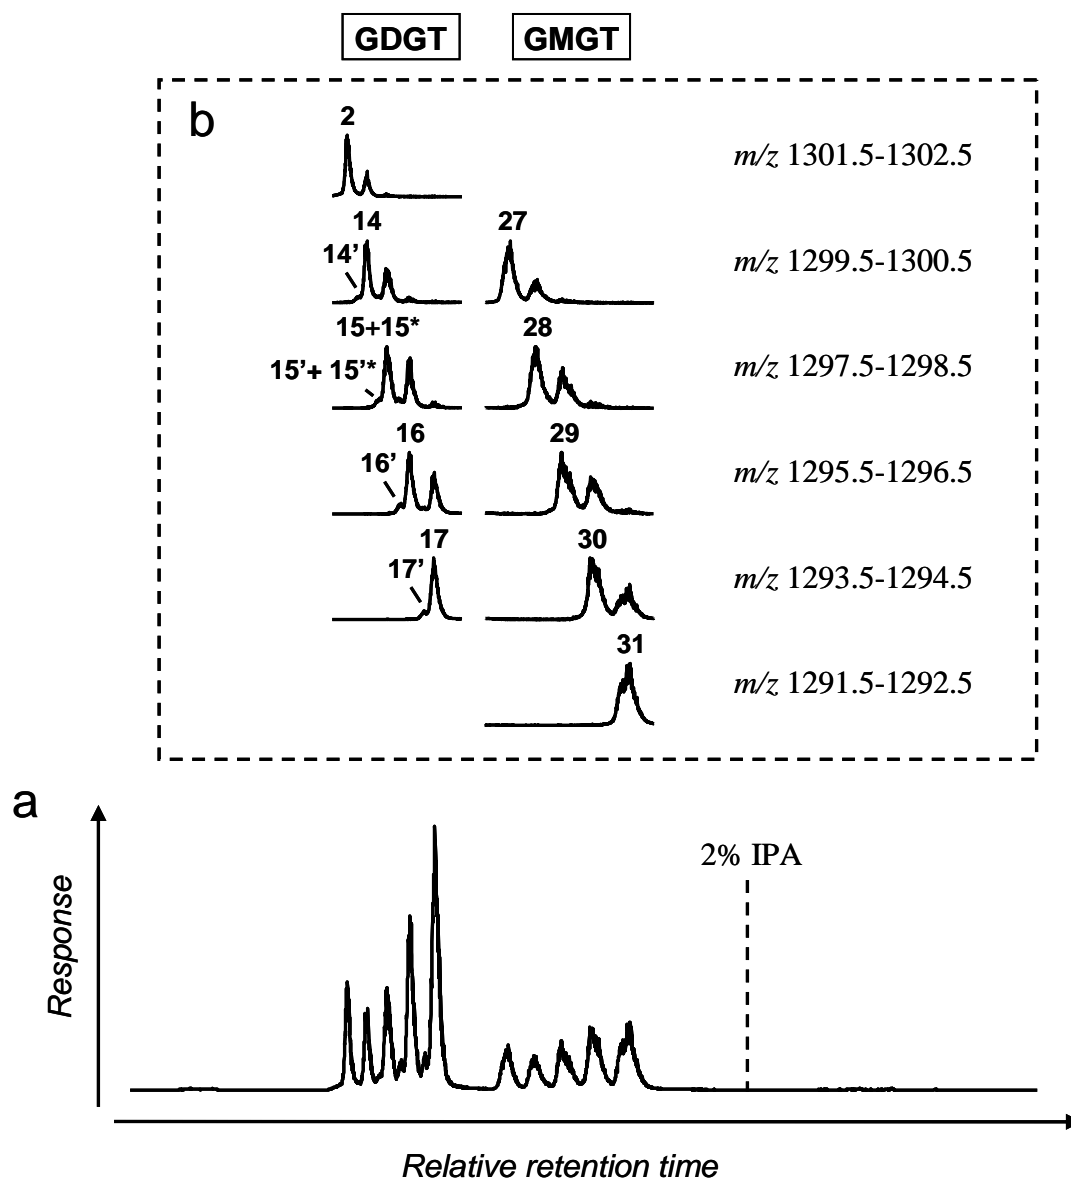 GDGT GMGT
b
2
m/z 1301.5-1302.5
14 27
14’
m/z 1299.5-1300.5
15+15* 28
15’+ 15’*
m/z 1297.5-1298.5
16 29
16’
m/z 1295.5-1296.5
17 30
17’
m/z 1293.5-1294.5
31
m/z 1291.5-1292.5
a
2% IPA
Response
Relative retention time